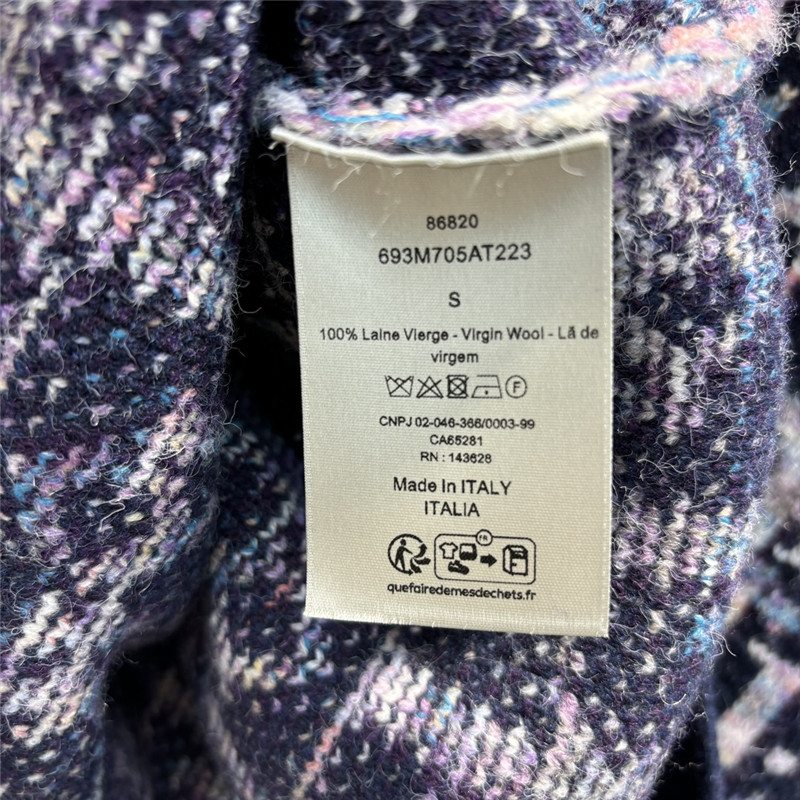 86820
693M705AT223
S
100% Laine Vierge - Virgin Wool - Lã de
virgem
F
CNPJ 02-046-366/0003-99
CA65281
RN : 143628
Made In ITALY
ITALIA
FR
quefairedemesdechets.fr